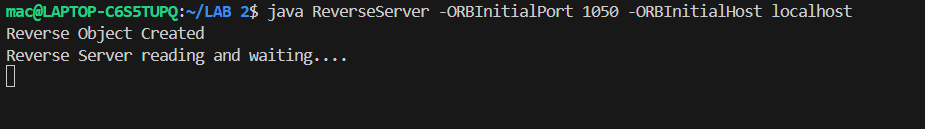 mac@LAPTOP-C6S5TUPQ:~/LAB 2$ java ReverseServer -ORBInitialPort 1050 -ORBInitialHost localhost
Reverse Object Created
Reverse Server reading and waiting....